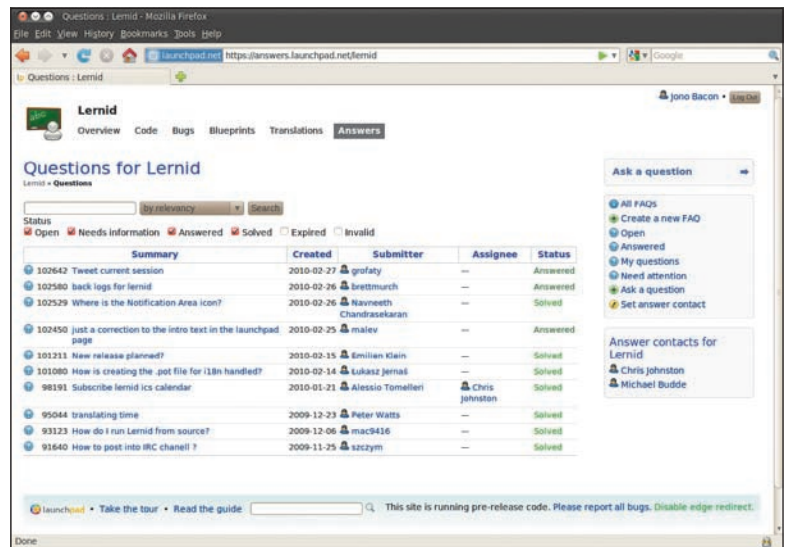 Questions : Lernid - Mozilla Firefox
File Edit View History Bookmarks Tools Help
launchpad.net https://answers.launchpad.net/lernid
Google
Questions : Lernid
Jono Bacon • Log Out
abc
Lernid
Overview Code Bugs Blueprints Translations Answers
Questions for Lernid
Lernid » Questions
by relevancy Search
Status
Open Needs information Answered Solved Expired Invalid
Summary Created Submitter Assignee Status
102642 Tweet current session 2010-02-27 grofaty — Answered
102580 back logs for lernid 2010-02-26 brettmurch — Answered
102529 Where is the Notification Area icon? 2010-02-26 Navneeth Chandrasekaran — Solved
102450 just a correction to the intro text in the launchpad page 2010-02-25 malev — Answered
101211 New release planned? 2010-02-15 Emilien Klein — Solved
101080 How is creating the .pot file for i18n handled? 2010-02-14 Łukasz Jernaś — Solved
98191 Subscribe lernid ics calendar 2010-01-21 Alessio Tomelleri Chris Johnston Solved
95044 translating time 2009-12-23 Peter Watts — Solved
93123 How do I run Lernid from source? 2009-12-06 mac9416 — Solved
91640 How to post into IRC chanell ? 2009-11-25 szczym — Solved
Ask a question
All FAQs
Create a new FAQ
Open
Answered
My questions
Need attention
Ask a question
Set answer contact
Answer contacts for
Lernid
Chris Johnston
Michael Budde
launchpad • Take the tour • Read the guide
This site is running pre-release code. Please report all bugs. Disable edge redirect.
Done